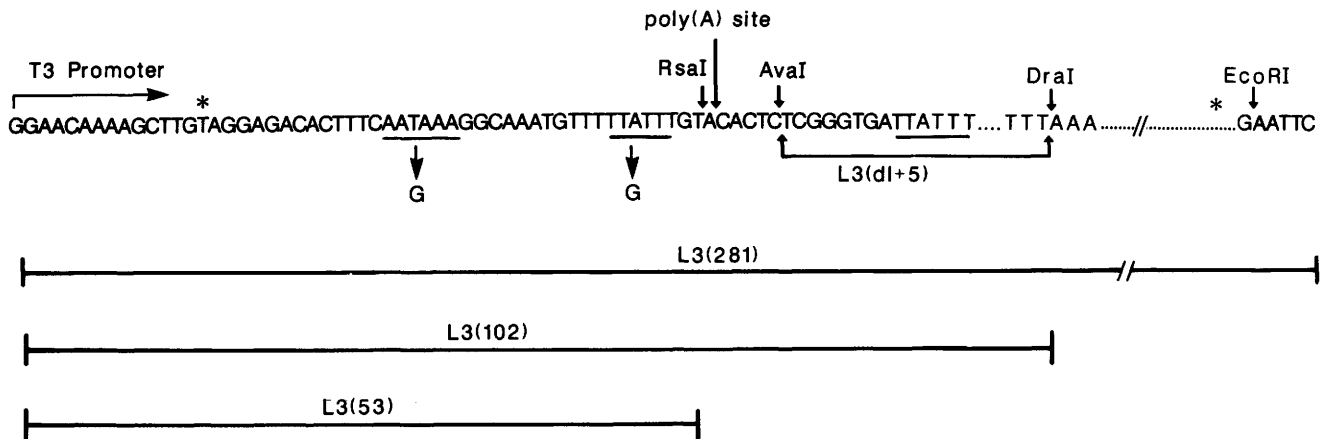 poly(A) site
T3 Promoter
RsaI
AvaI
DraI
EcoRI
*
*
GGAACAAAAGCTTGTAGGAGACACTTTCAATAAAGGCAAATGTTTTTATTTGTACACTCTCGGGTGATTATTT....TTTAAA.......//.................GAATTC
L3(dl+5)
G
G
L3(281)
//
L3(102)
L3(53)